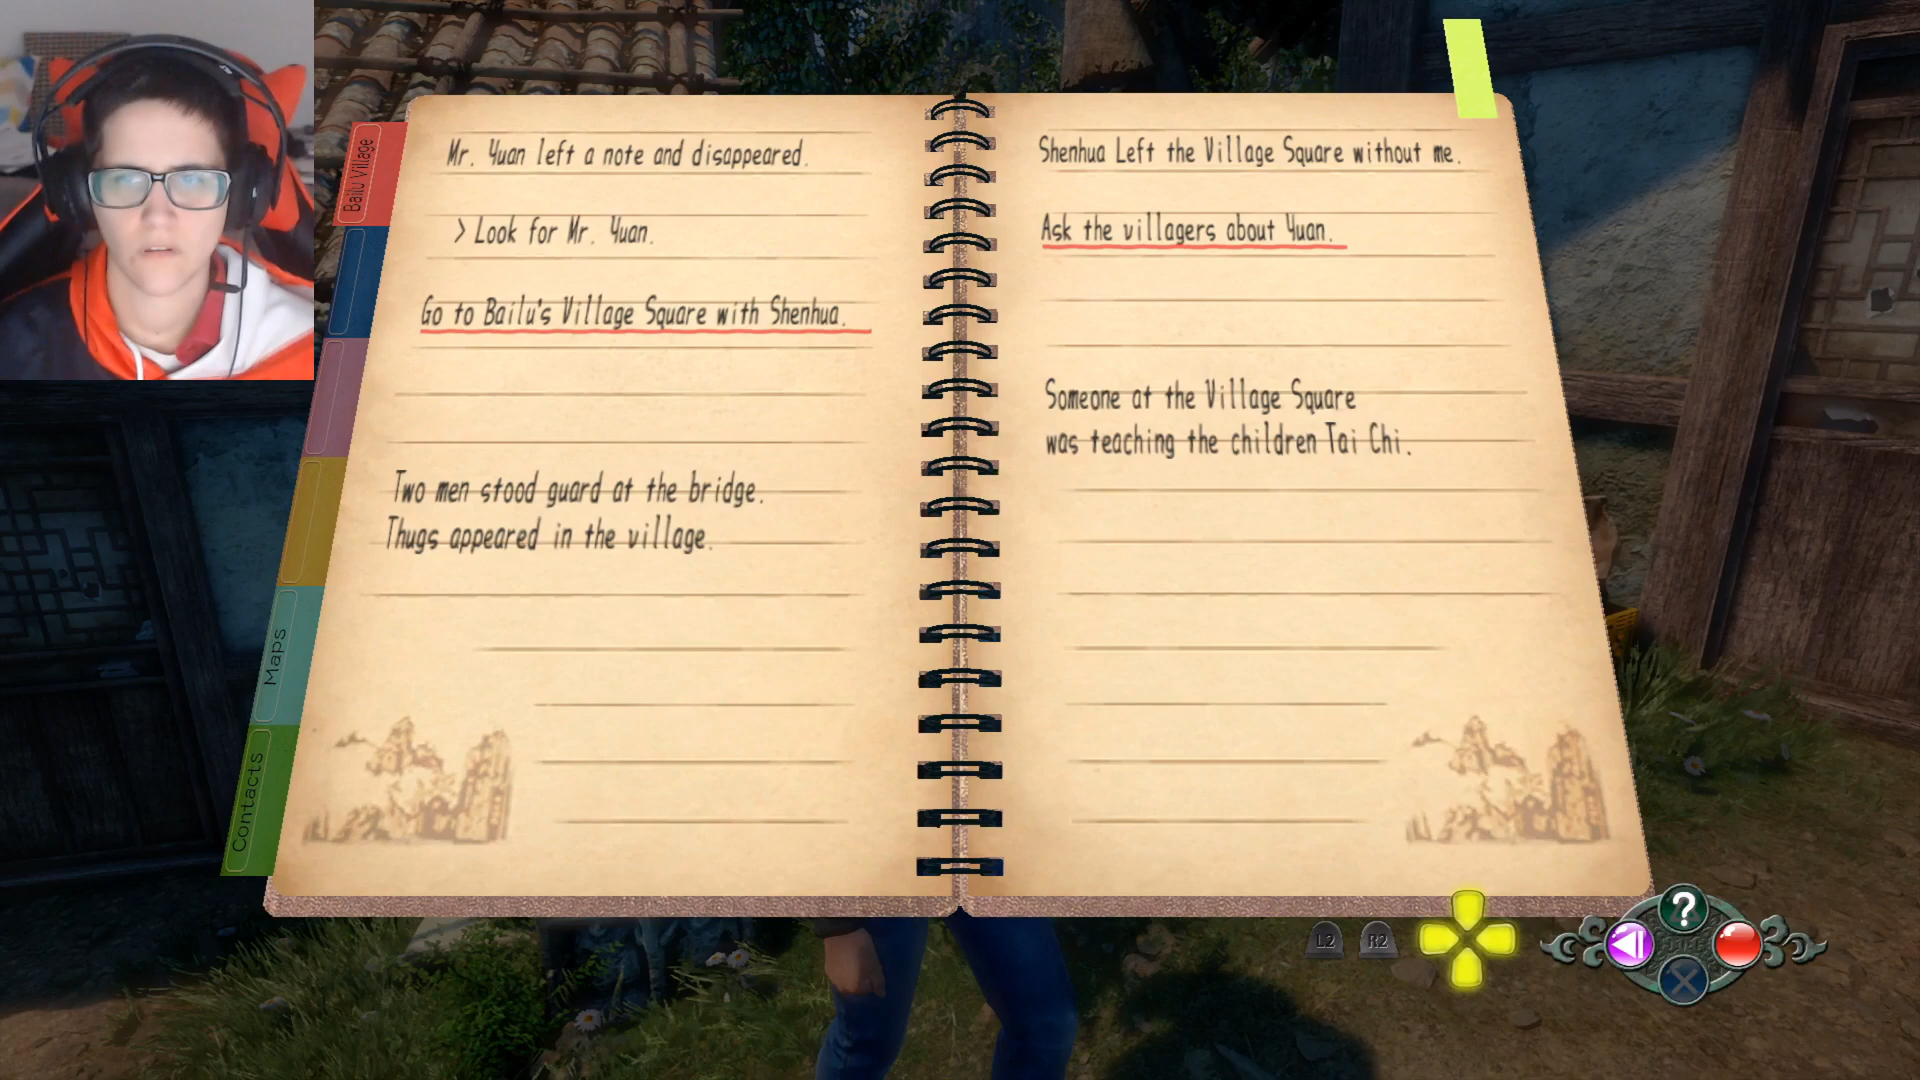 Bailu Village
Maps
Contacts
Mr. Yuan left a note and disappeared.
> Look for Mr. Yuan.
Go to Bailu's Village Square with Shenhua.
Two men stood guard at the bridge.
Thugs appeared in the village.
Shenhua Left the Village Square without me.
Ask the villagers about Yuan.
Someone at the Village Square
was teaching the children Tai Chi.
L2
R2
?